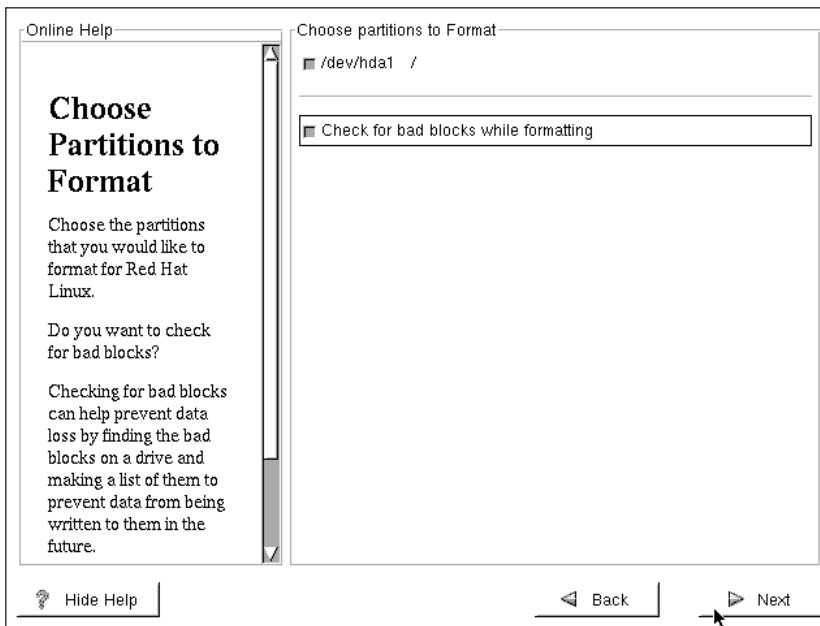 Online Help
Choose
Partitions to
Format
Choose the partitions
that you would like to
format for Red Hat
Linux.
Do you want to check
for bad blocks?
Checking for bad blocks
can help prevent data
loss by finding the bad
blocks on a drive and
making a list of them to
prevent data from being
written to them in the
future.
Choose partitions to Format
/dev/hda1 /
Check for bad blocks while formatting
Hide Help
Back
Next